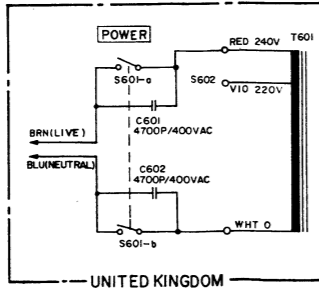 POWER
RED 240V
T601
S601-a
S602
VIO 220V
C601
4700P/400VAC
BRN(LIVE)
BLU(NEUTRAL)
C602
4700P/400VAC
WHT 0
S601-b
UNITED KINGDOM